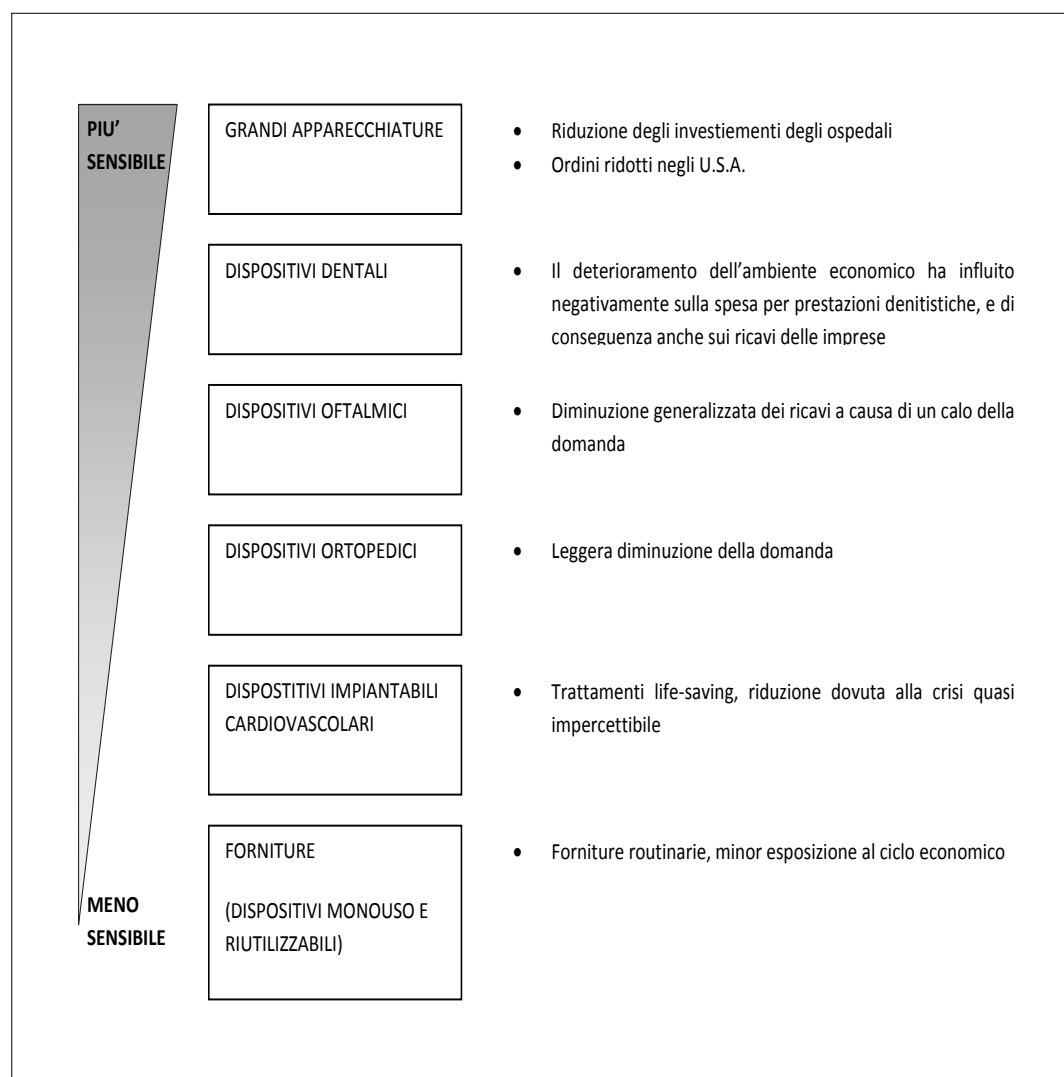 PIU'
SENSIBILE
GRANDI APPARECCHIATURE
• Riduzione degli investiementi degli ospedali
• Ordini ridotti negli U.S.A.
DISPOSITIVI DENTALI
• Il deterioramento dell'ambiente economico ha influito
negativamente sulla spesa per prestazioni denitistiche, e di
conseguenza anche sui ricavi delle imprese
DISPOSITIVI OFTALMICI
• Diminuzione generalizzata dei ricavi a causa di un calo della
domanda
DISPOSITIVI ORTOPEDICI
• Leggera diminuzione della domanda
DISPOSTITIVI IMPIANTABILI
CARDIOVASCOLARI
• Trattamenti life-saving, riduzione dovuta alla crisi quasi
impercettibile
FORNITURE
(DISPOSITIVI MONOUSO E
RIUTILIZZABILI)
• Forniture routinarie, minor esposizione al ciclo economico
MENO
SENSIBILE